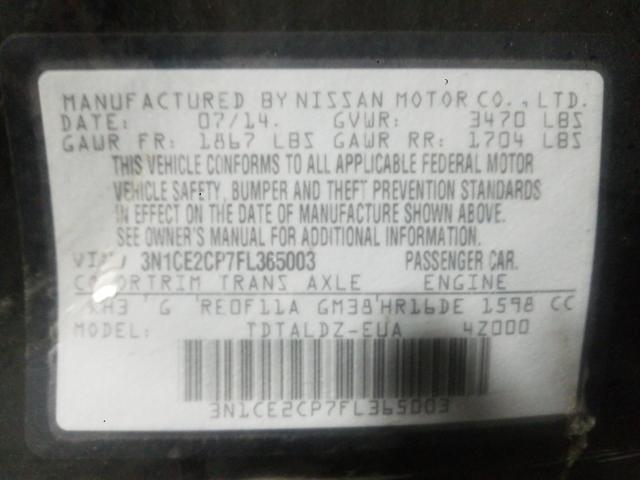 MANUFACTURED BY NISSAN MOTOR CO., LTD.
DATE: 07/14. GVWR: 3470 LBS
GAWR FR: 1867 LBS GAWR RR: 1704 LBS
THIS VEHICLE CONFORMS TO ALL APPLICABLE FEDERAL MOTOR
VEHICLE SAFETY, BUMPER AND THEFT PREVENTION STANDARDS
IN EFFECT ON THE DATE OF MANUFACTURE SHOWN ABOVE.
SEE OWNER'S MANUAL FOR ADDITIONAL INFORMATION.
VIN 3N1CE2CP7FL365003 PASSENGER CAR.
COLOR TRIM TRANS AXLE ENGINE
KH3 G RE0F11A GM38 HR16DE 1598 CC
MODEL: TDTALDZ-EUA 4Z000
3N1CE2CP7FL365003